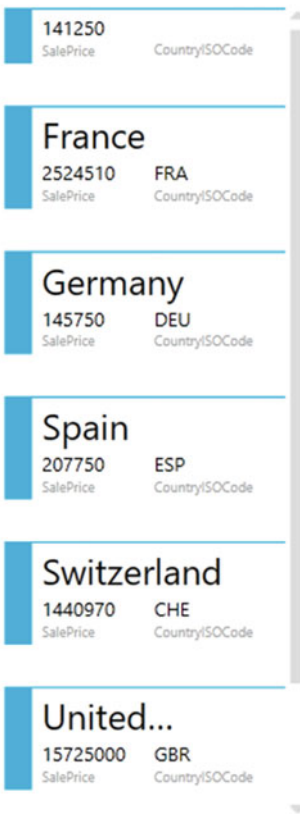 141250
SalePrice CountryISOCode
France
2524510 FRA
SalePrice CountryISOCode
Germany
145750 DEU
SalePrice CountryISOCode
Spain
207750 ESP
SalePrice CountryISOCode
Switzerland
1440970 CHE
SalePrice CountryISOCode
United...
15725000 GBR
SalePrice CountryISOCode